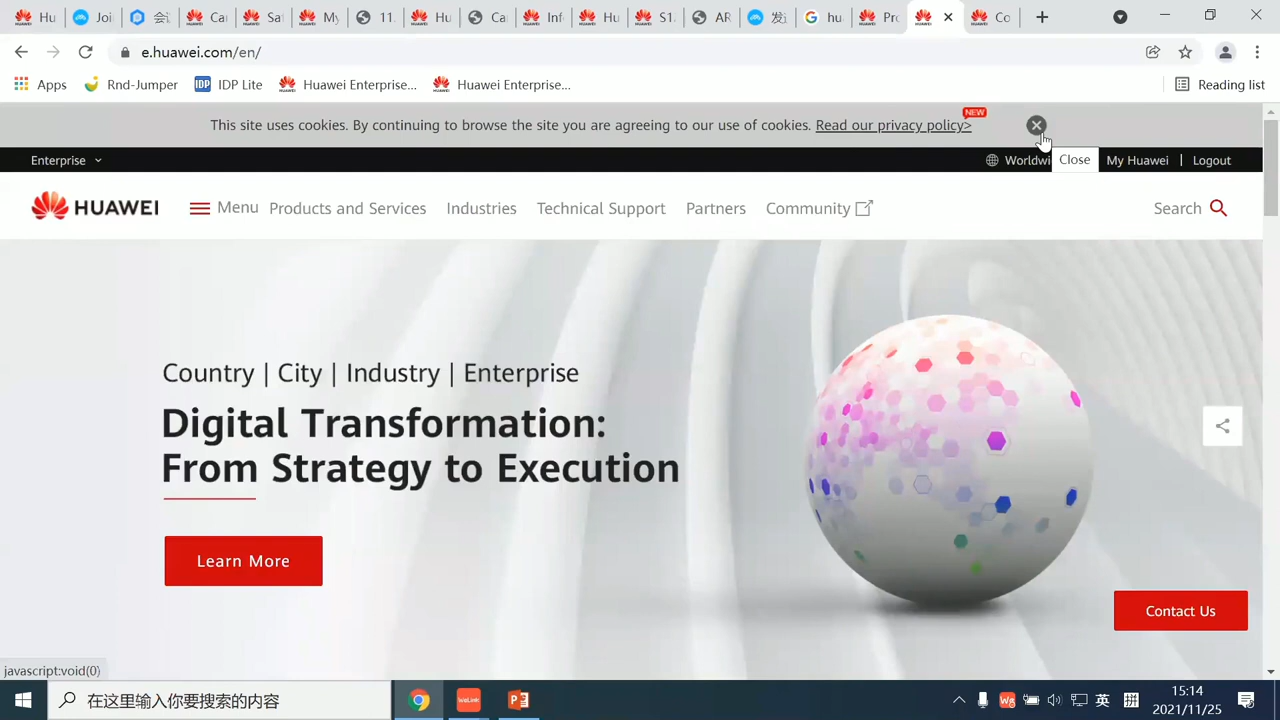 Hu
Joi
会议
Ca
Sa
My
11.
Hu
Ca
Inf
Hu
S1
AR
发
hu
Pro
Co
e.huawei.com/en/
Apps
Rnd-Jumper
IDP Lite
Huawei Enterprise...
Huawei Enterprise...
Reading list
This site uses cookies. By continuing to browse the site you are agreeing to our use of cookies. Read our privacy policy>
NEW
Enterprise
Worldwi
Close
My Huawei | Logout
HUAWEI
Menu
Products and Services
Industries
Technical Support
Partners
Community
Search
Country | City | Industry | Enterprise
Digital Transformation:
From Strategy to Execution
Learn More
Contact Us
javascript:void(0)
在这里输入你要搜索的内容
WeLink
英
拼
15:14
2021/11/25